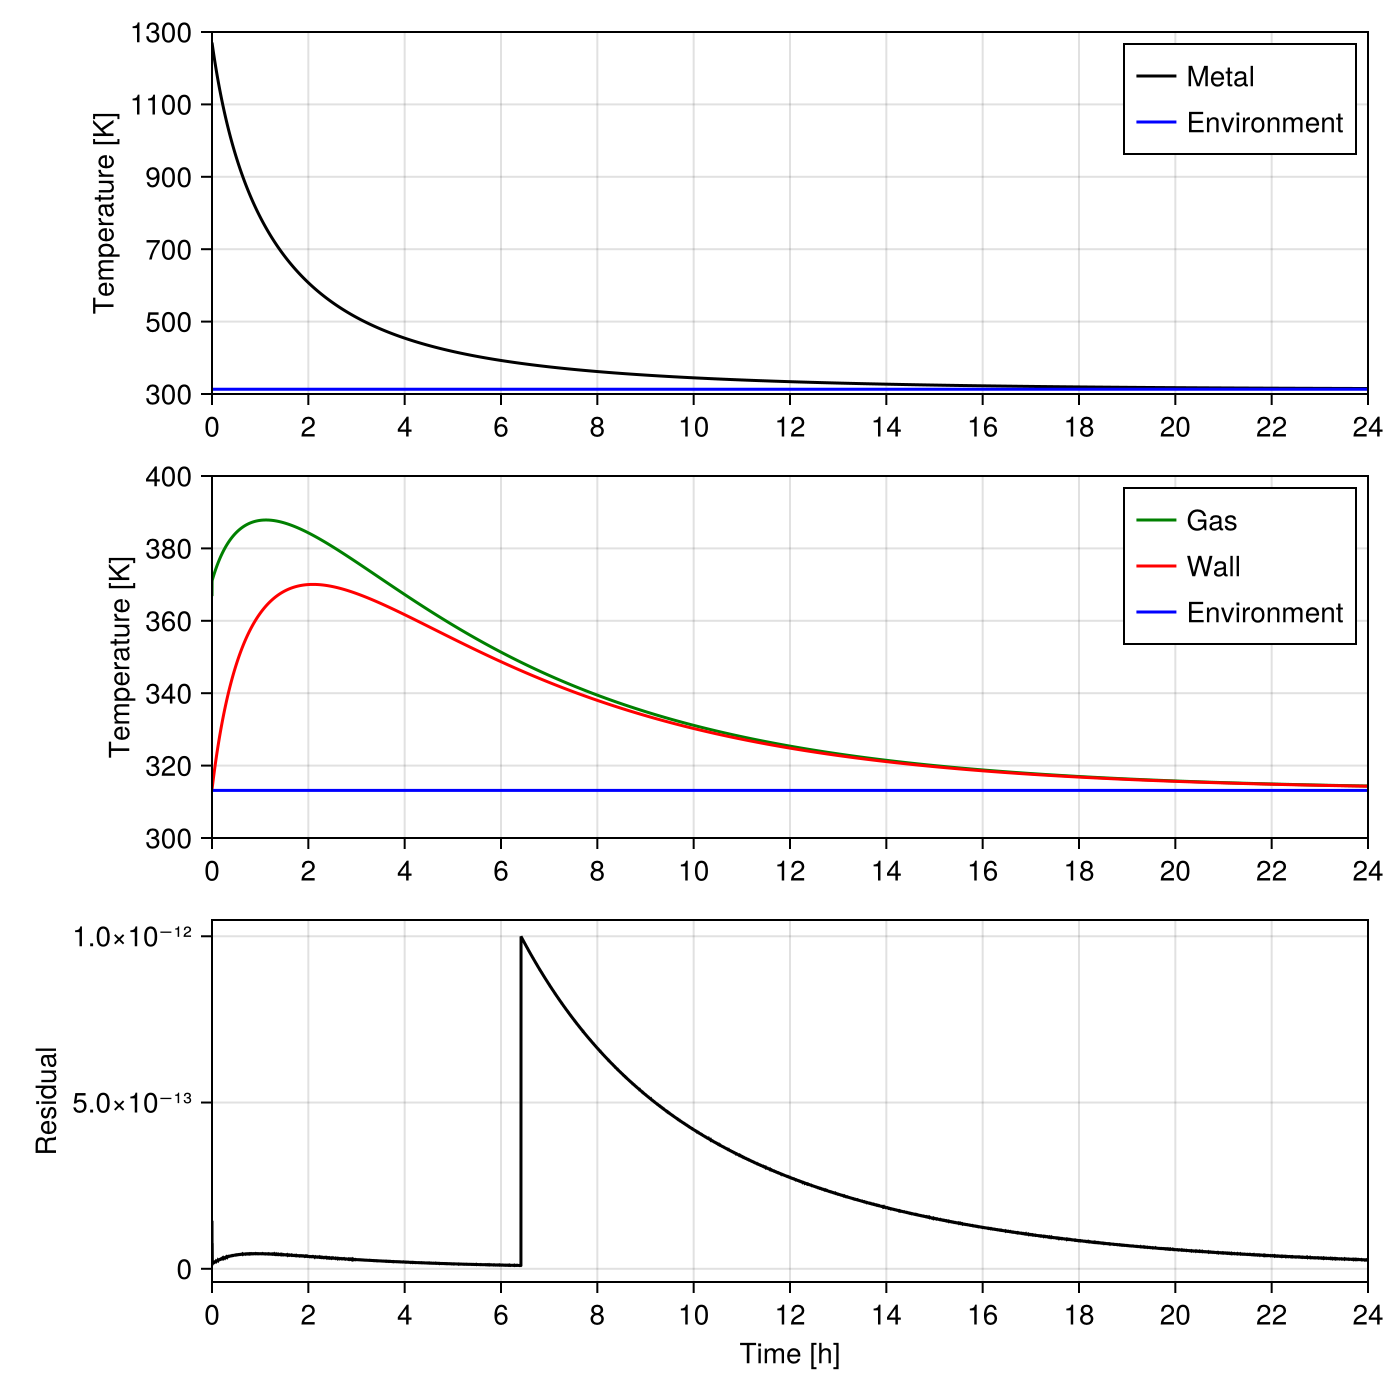 1300
1100
900
700
500
300
Temperature [K]
Metal
Environment
0 2 4 6 8 10 12 14 16 18 20 22 24
400
380
360
340
320
300
Temperature [K]
Gas
Wall
Environment
0 2 4 6 8 10 12 14 16 18 20 22 24
1.0×10⁻¹²
5.0×10⁻¹³
0
Residual
0 2 4 6 8 10 12 14 16 18 20 22 24
Time [h]